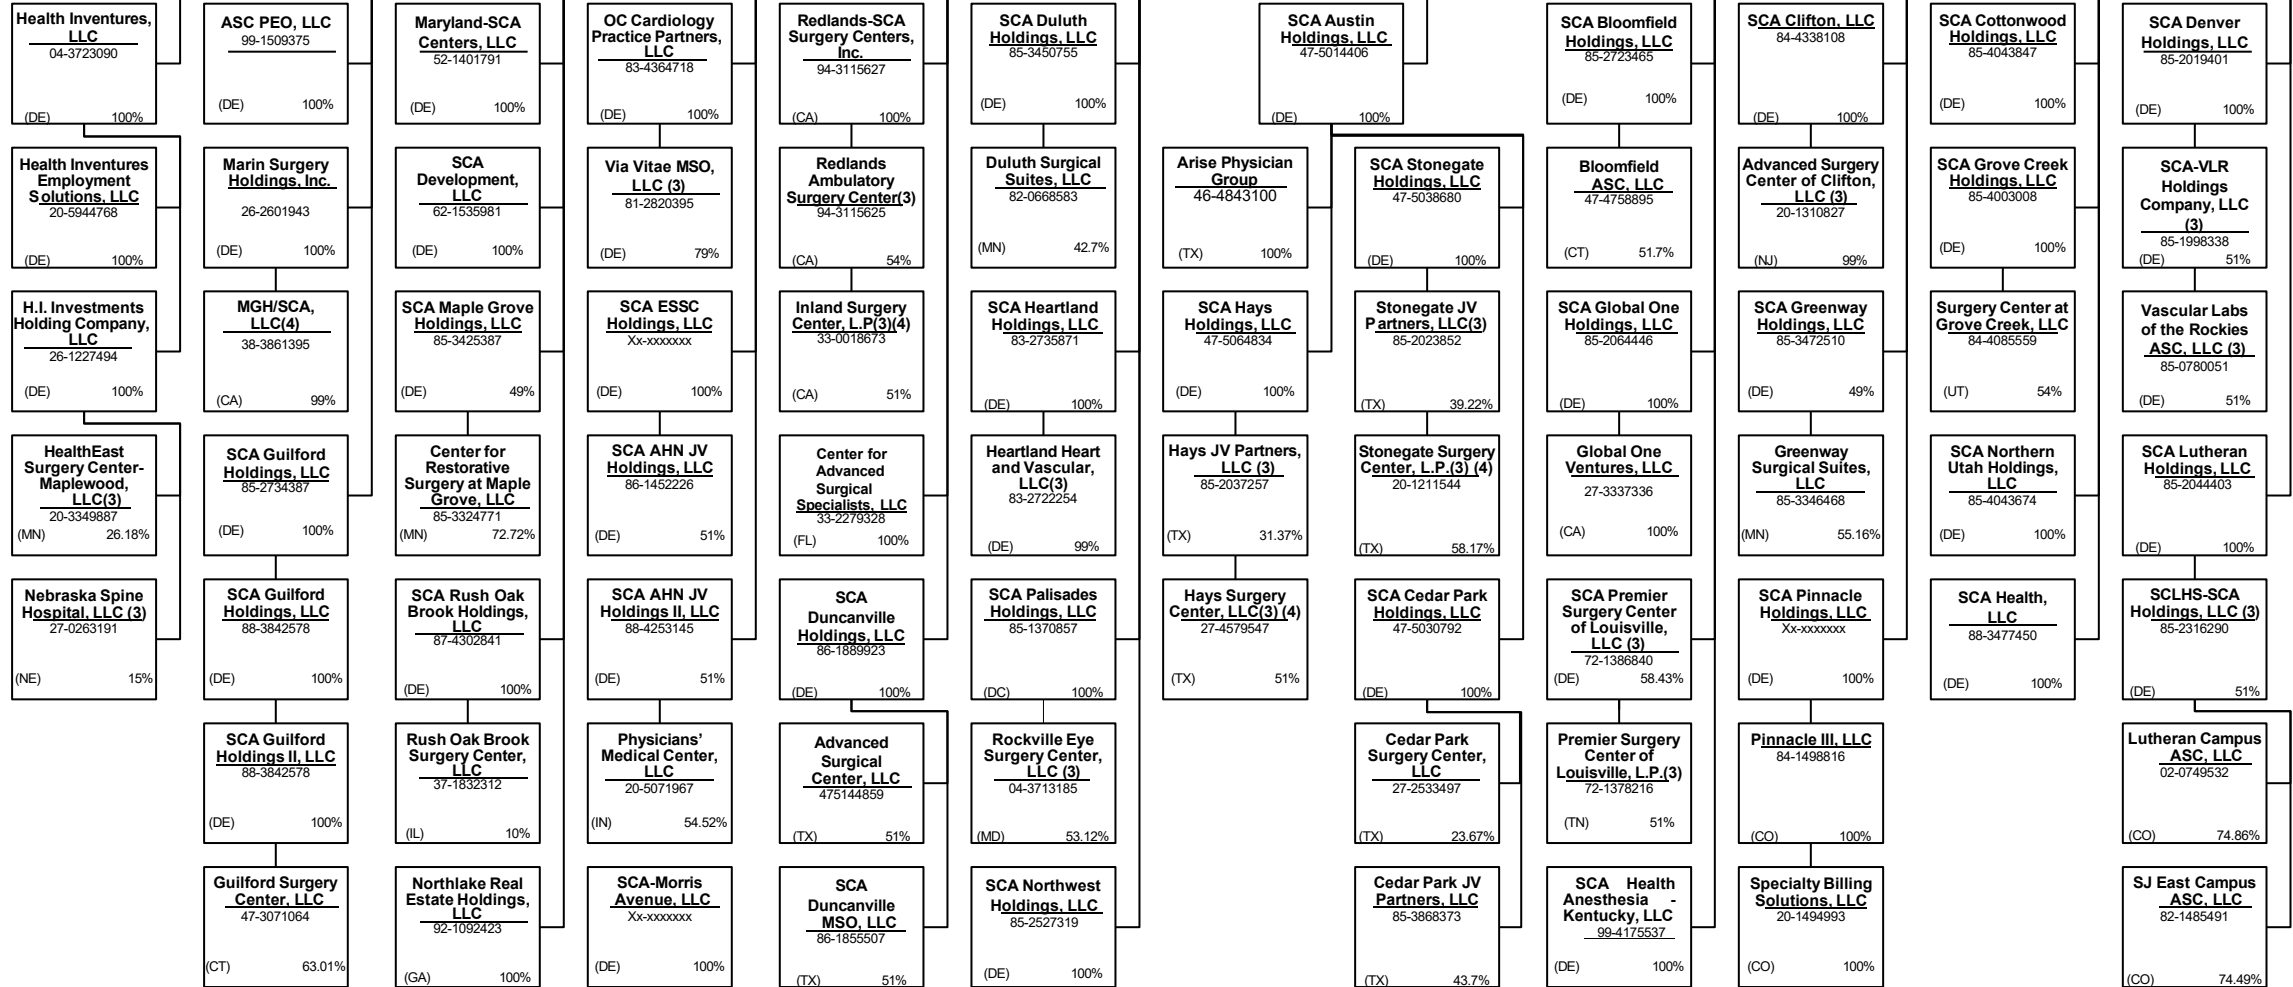 Health Inventures,
LLC
04-3723090
(DE) 100%
Health Inventures
Employment
Solutions, LLC
20-5944768
(DE) 100%
H.I. Investments
Holding Company,
LLC
26-1227494
(DE) 100%
HealthEast
Surgery Center-
Maplewood,
LLC(3)
20-3349887
(MN) 26.18%
Nebraska Spine
Hospital, LLC (3)
27-0263191
(NE) 15%
ASC PEO, LLC
99-1509375
(DE) 100%
Marin Surgery
Holdings, Inc.
26-2601943
(DE) 100%
MGH/SCA,
LLC(4)
38-3861395
(CA) 99%
SCA Guilford
Holdings, LLC
85-2734387
(DE) 100%
SCA Guilford
Holdings, LLC
88-3842578
(DE) 100%
SCA Guilford
Holdings II, LLC
88-3842578
(DE) 100%
Guilford Surgery
Center, LLC
47-3071064
(CT) 63.01%
Maryland-SCA
Centers, LLC
52-1401791
(DE) 100%
SCA
Development,
LLC
62-1535981
(DE) 100%
SCA Maple Grove
Holdings, LLC
85-3425387
(DE) 49%
Center for
Restorative
Surgery at Maple
Grove, LLC
85-3324771
(MN) 72.72%
SCA Rush Oak
Brook Holdings,
LLC
87-4302841
(DE) 100%
Rush Oak Brook
Surgery Center,
LLC
37-1832312
(IL) 10%
Northlake Real
Estate Holdings,
LLC
92-1092423
(GA) 100%
OC Cardiology
Practice Partners,
LLC
83-4364718
(DE) 100%
Via Vitae MSO,
LLC (3)
81-2820395
(DE) 79%
SCA ESSC
Holdings, LLC
Xx-xxxxxxx
(DE) 100%
SCA AHN JV
Holdings, LLC
86-1452226
(DE) 51%
SCA AHN JV
Holdings II, LLC
88-4253145
(DE) 51%
Physicians’
Medical Center,
LLC
20-5071967
(IN) 54.52%
SCA-Morris
Avenue, LLC
Xx-xxxxxxx
(DE) 100%
Redlands-SCA
Surgery Centers,
Inc.
94-3115627
(CA) 100%
Redlands
Ambulatory
Surgery Center(3)
94-3115625
(CA) 54%
Inland Surgery
Center, L.P(3)(4)
33-0018673
(CA) 51%
Center for
Advanced
Surgical
Specialists, LLC
33-2279328
(FL) 100%
SCA
Duncanville
Holdings, LLC
86-1889923
(DE) 100%
Advanced
Surgical
Center, LLC
475144859
(TX) 51%
SCA
Duncanville
MSO, LLC
86-1855507
(TX) 51%
SCA Duluth
Holdings, LLC
85-3450755
(DE) 100%
Duluth Surgical
Suites, LLC
82-0668583
(MN) 42.7%
SCA Heartland
Holdings, LLC
83-2735871
(DE) 100%
Heartland Heart
and Vascular,
LLC(3)
83-2722254
(DE) 99%
SCA Palisades
Holdings, LLC
85-1370857
(DC) 100%
Rockville Eye
Surgery Center,
LLC (3)
04-3713185
(MD) 53.12%
SCA Northwest
Holdings, LLC
85-2527319
(DE) 100%
SCA Austin
Holdings, LLC
47-5014406
(DE) 100%
Arise Physician
Group
46-4843100
(TX) 100%
SCA Hays
Holdings, LLC
47-5064834
(DE) 100%
Hays JV Partners,
LLC (3)
85-2037257
(TX) 31.37%
Hays Surgery
Center, LLC(3) (4)
27-4579547
(TX) 51%
SCA Stonegate
Holdings, LLC
47-5038680
(DE) 100%
Stonegate JV
Partners, LLC(3)
85-2023852
(TX) 39.22%
Stonegate Surgery
Center, L.P.(3) (4)
20-1211544
(TX) 58.17%
SCA Cedar Park
Holdings, LLC
47-5030792
(DE) 100%
Cedar Park
Surgery Center,
LLC
27-2533497
(TX) 23.67%
Cedar Park JV
Partners, LLC
85-3868373
(TX) 43.7%
SCA Bloomfield
Holdings, LLC
85-2723465
(DE) 100%
Bloomfield
ASC, LLC
47-4758895
(CT) 51.7%
SCA Global One
Holdings, LLC
85-2064446
(DE) 100%
Global One
Ventures, LLC
27-3337336
(CA) 100%
SCA Premier
Surgery Center
of Louisville,
LLC (3)
72-1386840
(DE) 58.43%
Premier Surgery
Center of
Louisville, L.P.(3)
72-1378216
(TN) 51%
SCA Health
Anesthesia -
Kentucky, LLC
99-4175537
(DE) 100%
SCA Clifton, LLC
84-4338108
(DE) 100%
Advanced Surgery
Center of Clifton,
LLC (3)
20-1310827
(NJ) 99%
SCA Greenway
Holdings, LLC
85-3472510
(DE) 49%
Greenway
Surgical Suites,
LLC
85-3346468
(MN) 55.16%
SCA Pinnacle
Holdings, LLC
Xx-xxxxxxx
(DE) 100%
Pinnacle III, LLC
84-1498816
(CO) 100%
Specialty Billing
Solutions, LLC
20-1494993
(CO) 100%
SCA Cottonwood
Holdings, LLC
85-4043847
(DE) 100%
SCA Grove Creek
Holdings, LLC
85-4003008
(DE) 100%
Surgery Center at
Grove Creek, LLC
84-4085559
(UT) 54%
SCA Northern
Utah Holdings,
LLC
85-4043674
(DE) 100%
SCA Health,
LLC
88-3477450
(DE) 100%
SCA Denver
Holdings, LLC
85-2019401
(DE) 100%
SCA-VLR
Holdings
Company, LLC
(3)
85-1998338
(DE) 51%
Vascular Labs
of the Rockies
ASC, LLC (3)
85-0780051
(DE) 51%
SCA Lutheran
Holdings, LLC
85-2044403
(DE) 100%
SCLHS-SCA
Holdings, LLC (3)
85-2316290
(DE) 51%
Lutheran Campus
ASC, LLC
02-0749532
(CO) 74.86%
SJ East Campus
ASC, LLC
82-1485491
(CO) 74.49%